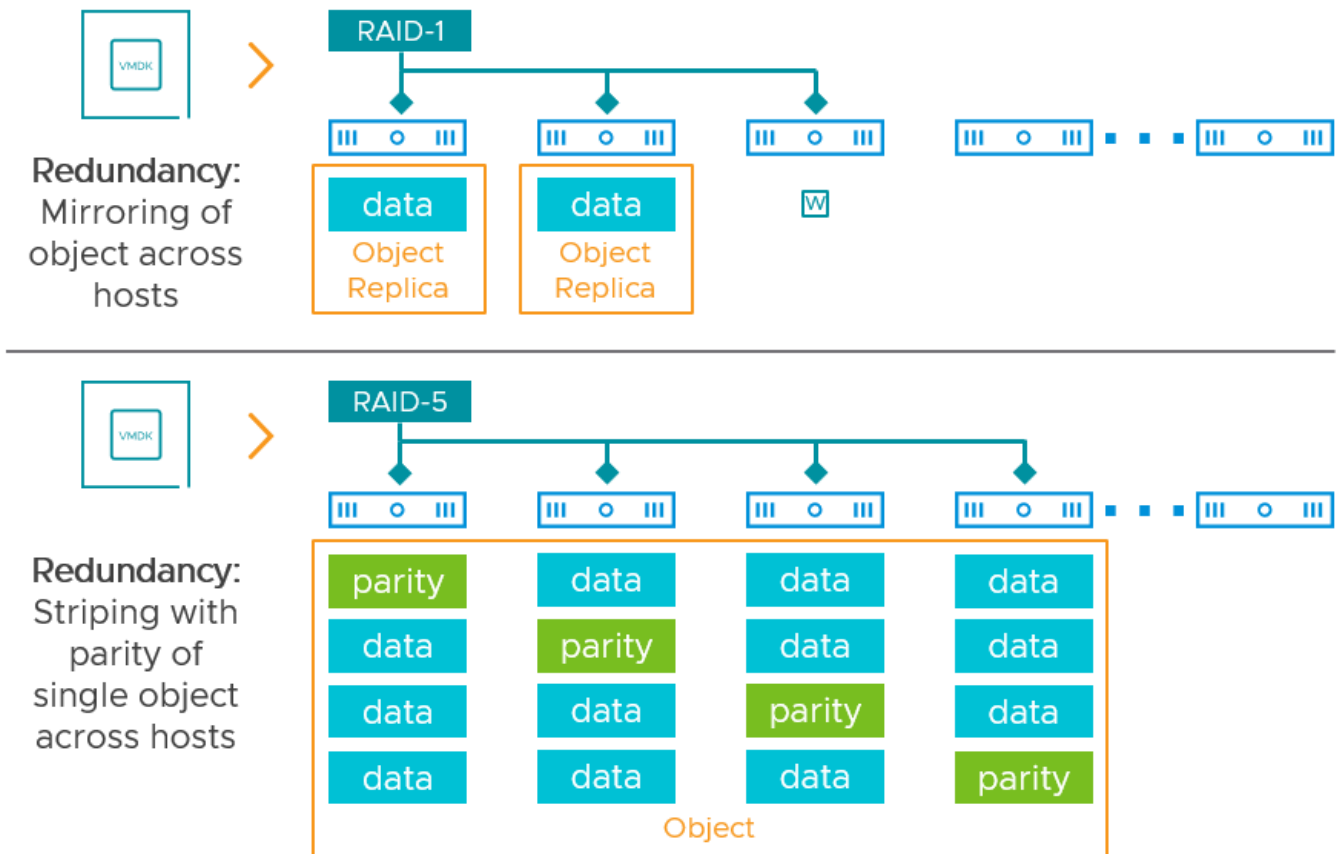 RAID-1
VMDK
Redundancy:
Mirroring of
object across
hosts
data
data
W
Object
Replica
Object
Replica
RAID-5
VMDK
Redundancy:
Striping with
parity of
single object
across hosts
parity data data data
data parity data data
data data parity data
data data data parity
Object